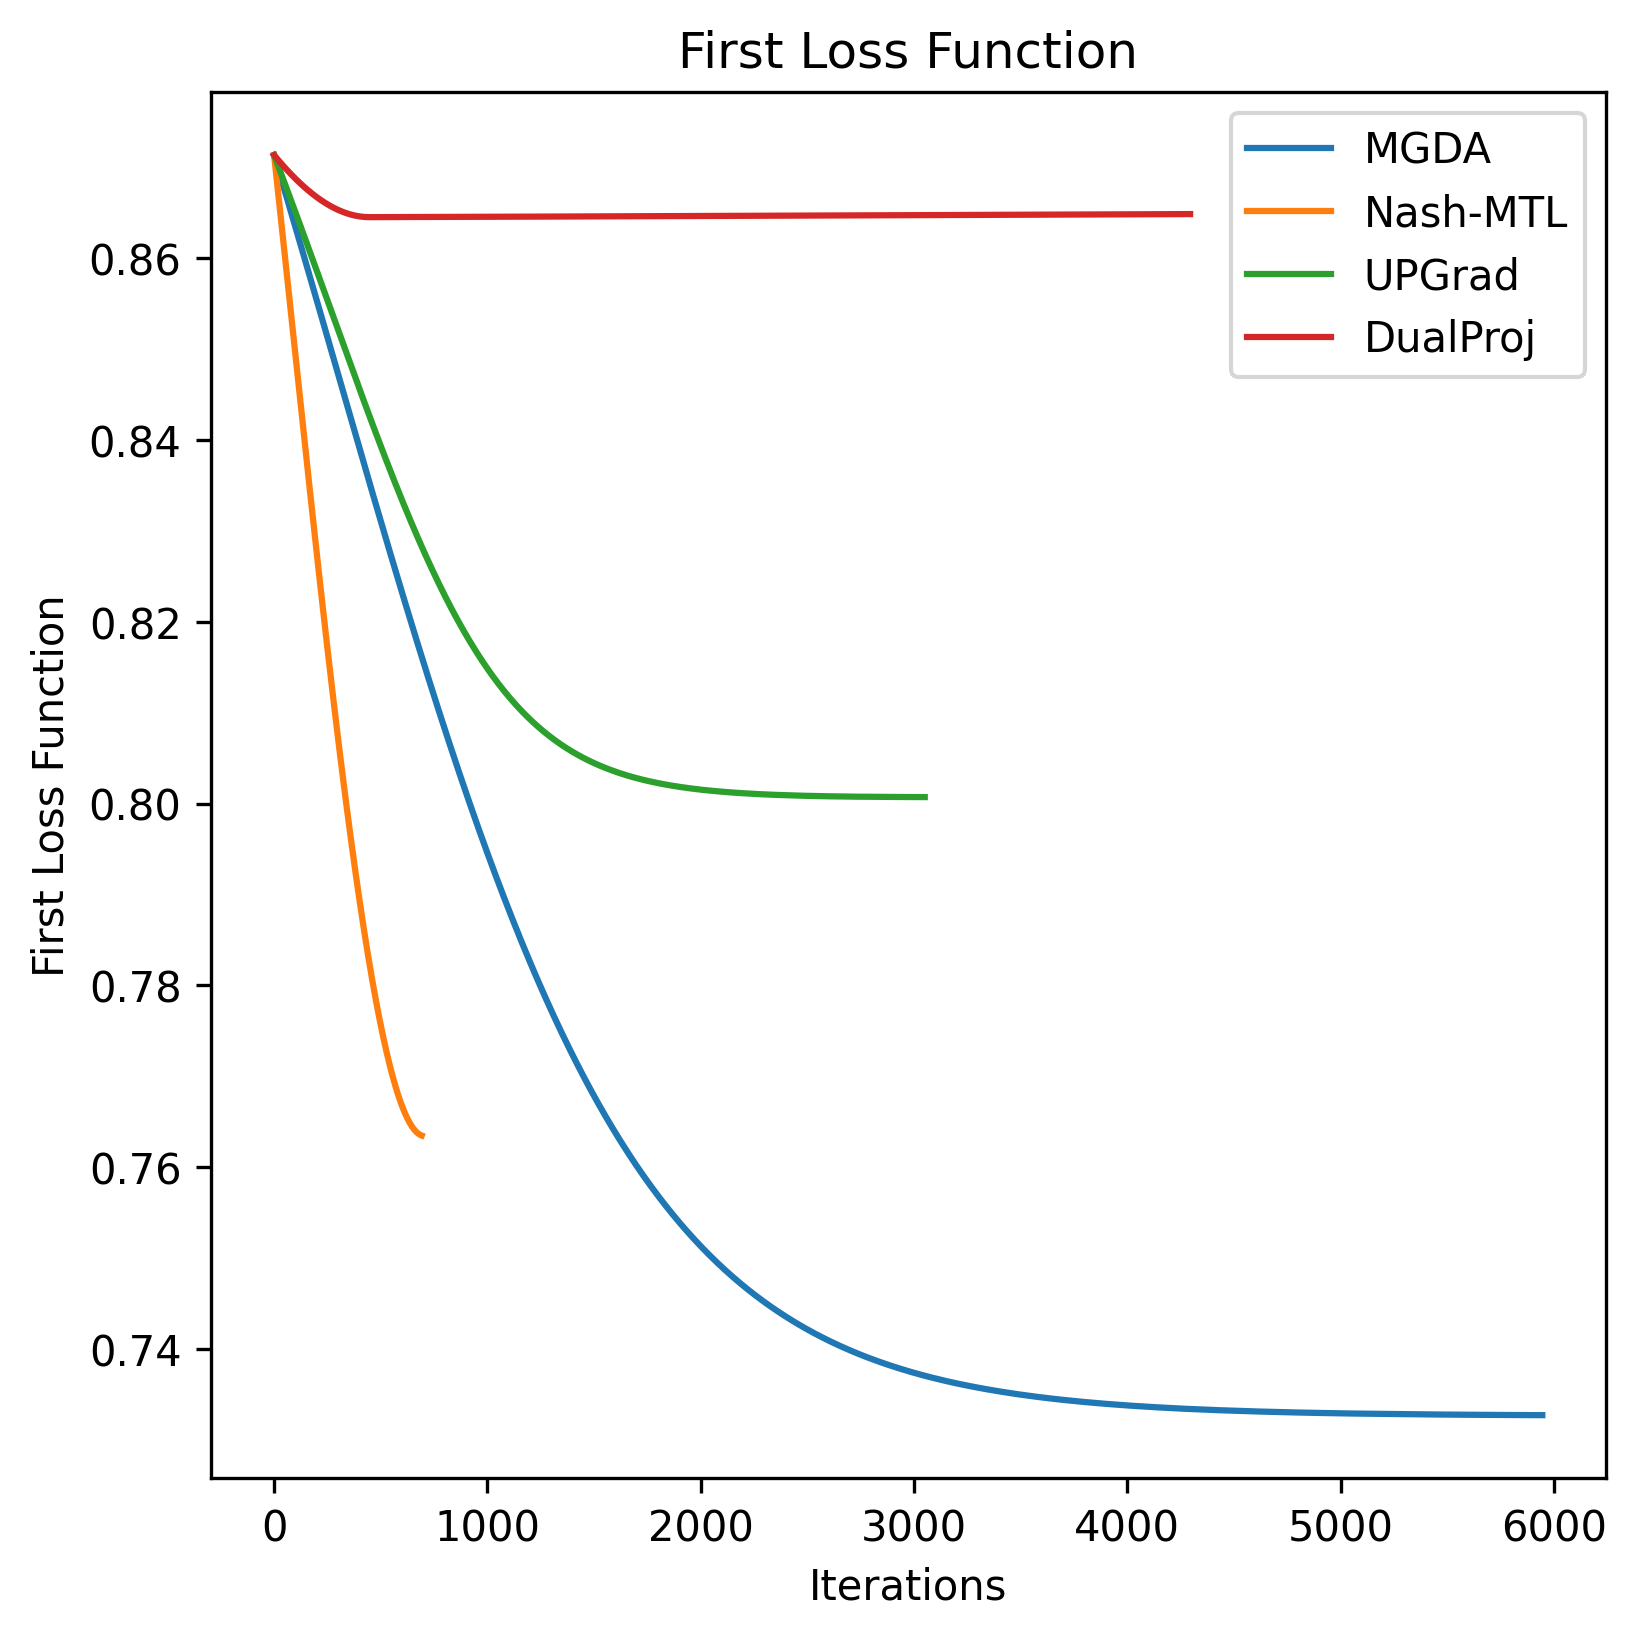 First Loss Function
MGDA
Nash-MTL
UPGrad
DualProj
First Loss Function
0.86
0.84
0.82
0.80
0.78
0.76
0.74
0 1000 2000 3000 4000 5000 6000
Iterations